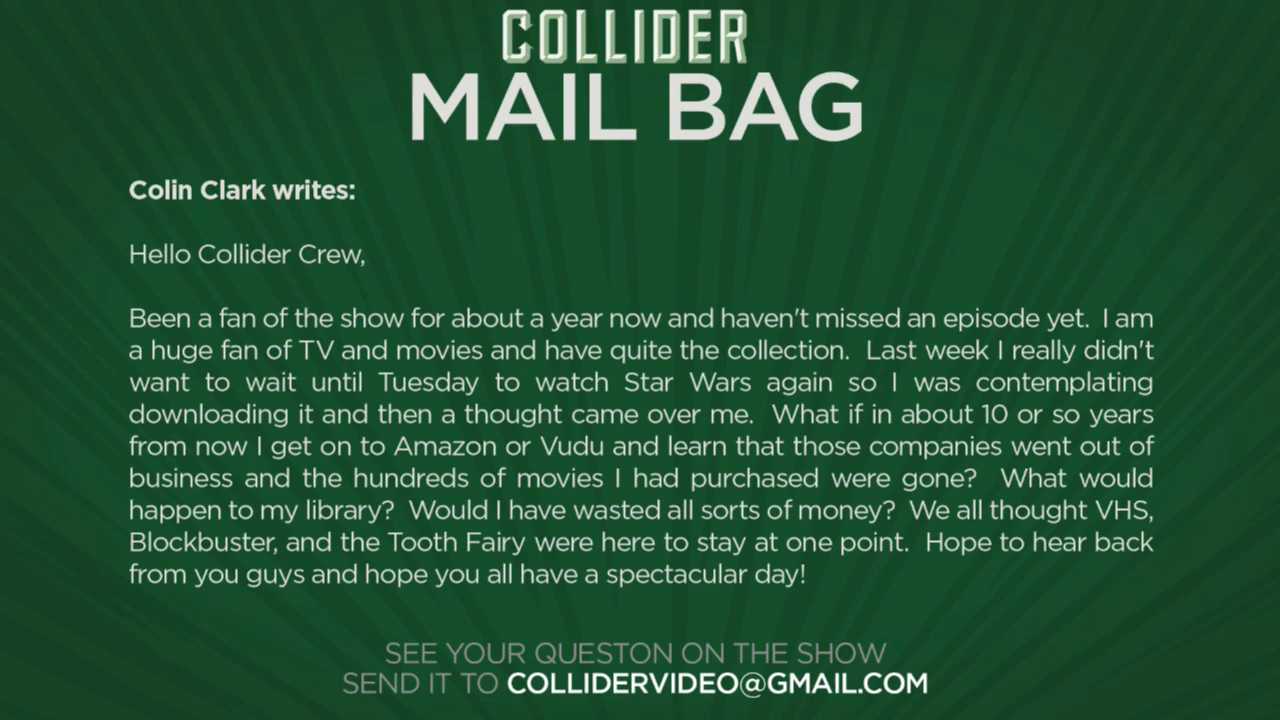 COLLIDER
MAIL BAG
Colin Clark writes:
Hello Collider Crew,
Been a fan of the show for about a year now and haven't missed an episode yet.  I am
a huge fan of TV and movies and have quite the collection.  Last week I really didn't
want to wait until Tuesday to watch Star Wars again so I was contemplating
downloading it and then a thought came over me.  What if in about 10 or so years
from now I get on to Amazon or Vudu and learn that those companies went out of
business and the hundreds of movies I had purchased were gone?  What would
happen to my library?  Would I have wasted all sorts of money?  We all thought VHS,
Blockbuster, and the Tooth Fairy were here to stay at one point.  Hope to hear back
from you guys and hope you all have a spectacular day!
SEE YOUR QUESTON ON THE SHOW
SEND IT TO COLLIDERVIDEO@GMAIL.COM